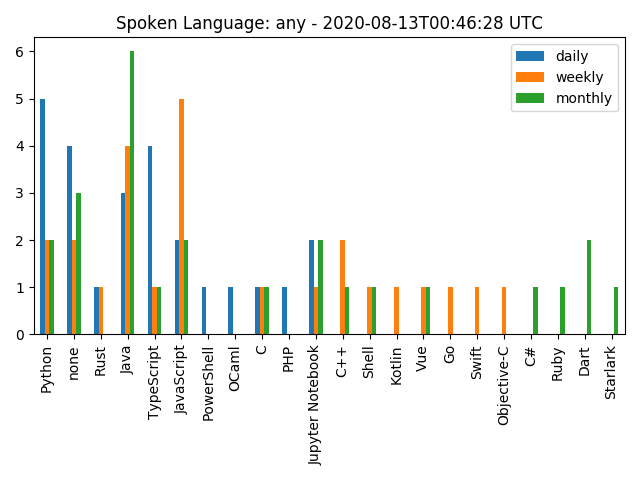 Spoken Language: any - 2020-08-13T00:46:28 UTC
daily
weekly
monthly
6
5
4
3
2
1
0
Python
none
Rust
Java
TypeScript
JavaScript
PowerShell
OCaml
C
PHP
Jupyter Notebook
C++
Shell
Kotlin
Vue
Go
Swift
Objective-C
C#
Ruby
Dart
Starlark